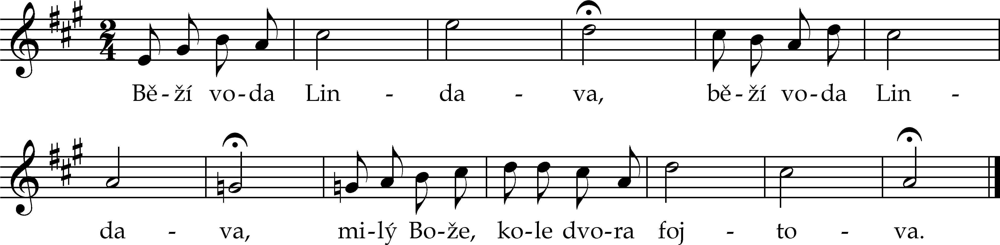 Bě-ží vo-da Lin - da - va, bě-ží vo-da Lin -
da - va, mi-lý Bo-že, ko-le dvo-ra foj - to - va.